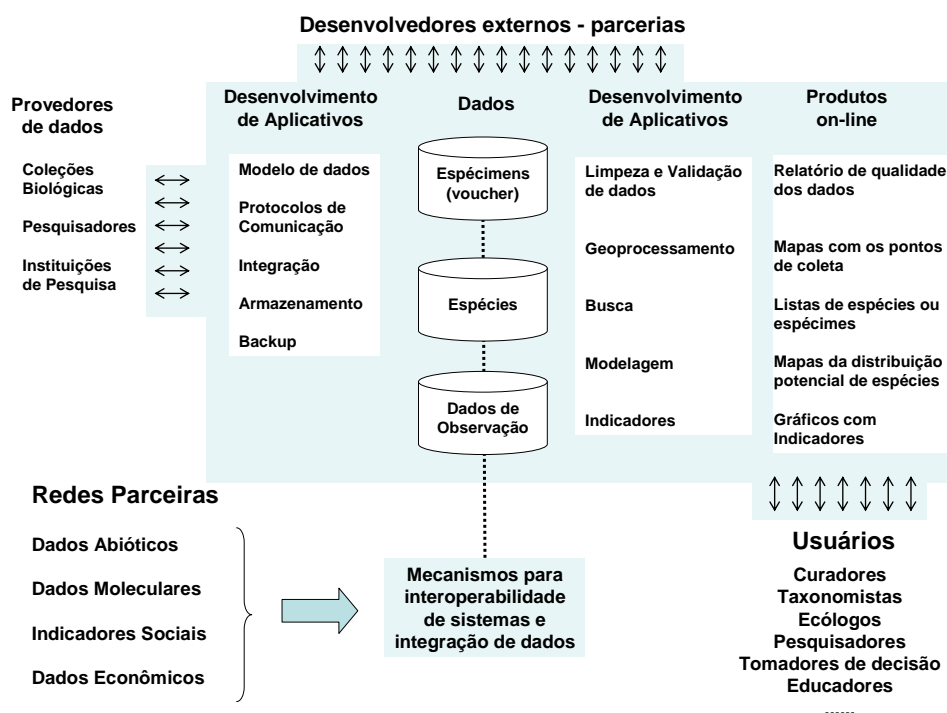 Desenvolvedores externos - parcerias
Provedores
de dados
Coleções
Biológicas
Pesquisadores
Instituições
de Pesquisa
Desenvolvimento
de Aplicativos
Modelo de dados
Protocolos de
Comunicação
Integração
Armazenamento
Backup
Dados
Espécimens
(voucher)
Espécies
Dados de
Observação
Desenvolvimento
de Aplicativos
Limpeza e Validação
de dados
Geoprocessamento
Busca
Modelagem
Indicadores
Produtos
on-line
Relatório de qualidade
dos dados
Mapas com os pontos
de coleta
Listas de espécies ou
espécimes
Mapas da distribuição
potencial de espécies
Gráficos com
Indicadores
Redes Parceiras
Dados Abióticos
Dados Moleculares
Indicadores Sociais
Dados Econômicos
Mecanismos para
interoperabilidade
de sistemas e
integração de dados
Usuários
Curadores
Taxonomistas
Ecólogos
Pesquisadores
Tomadores de decisão
Educadores
......